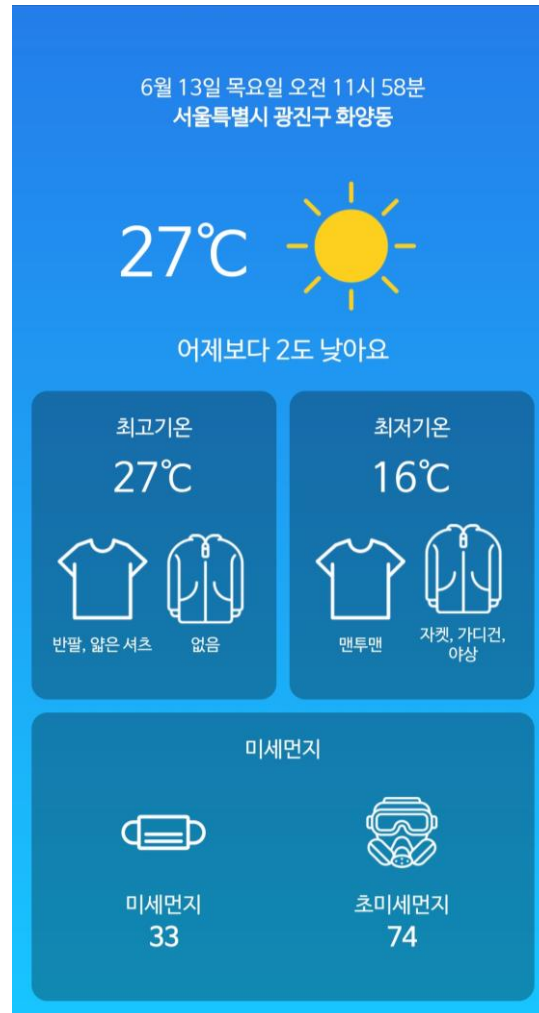 6월 13일 목요일 오전 11시 58분
서울특별시 광진구 화양동
27℃
어제보다 2도 낮아요
최고기온
27℃
반팔, 얇은 셔츠
없음
최저기온
16℃
맨투맨
자켓, 가디건,
야상
미세먼지
미세먼지
33
초미세먼지
74